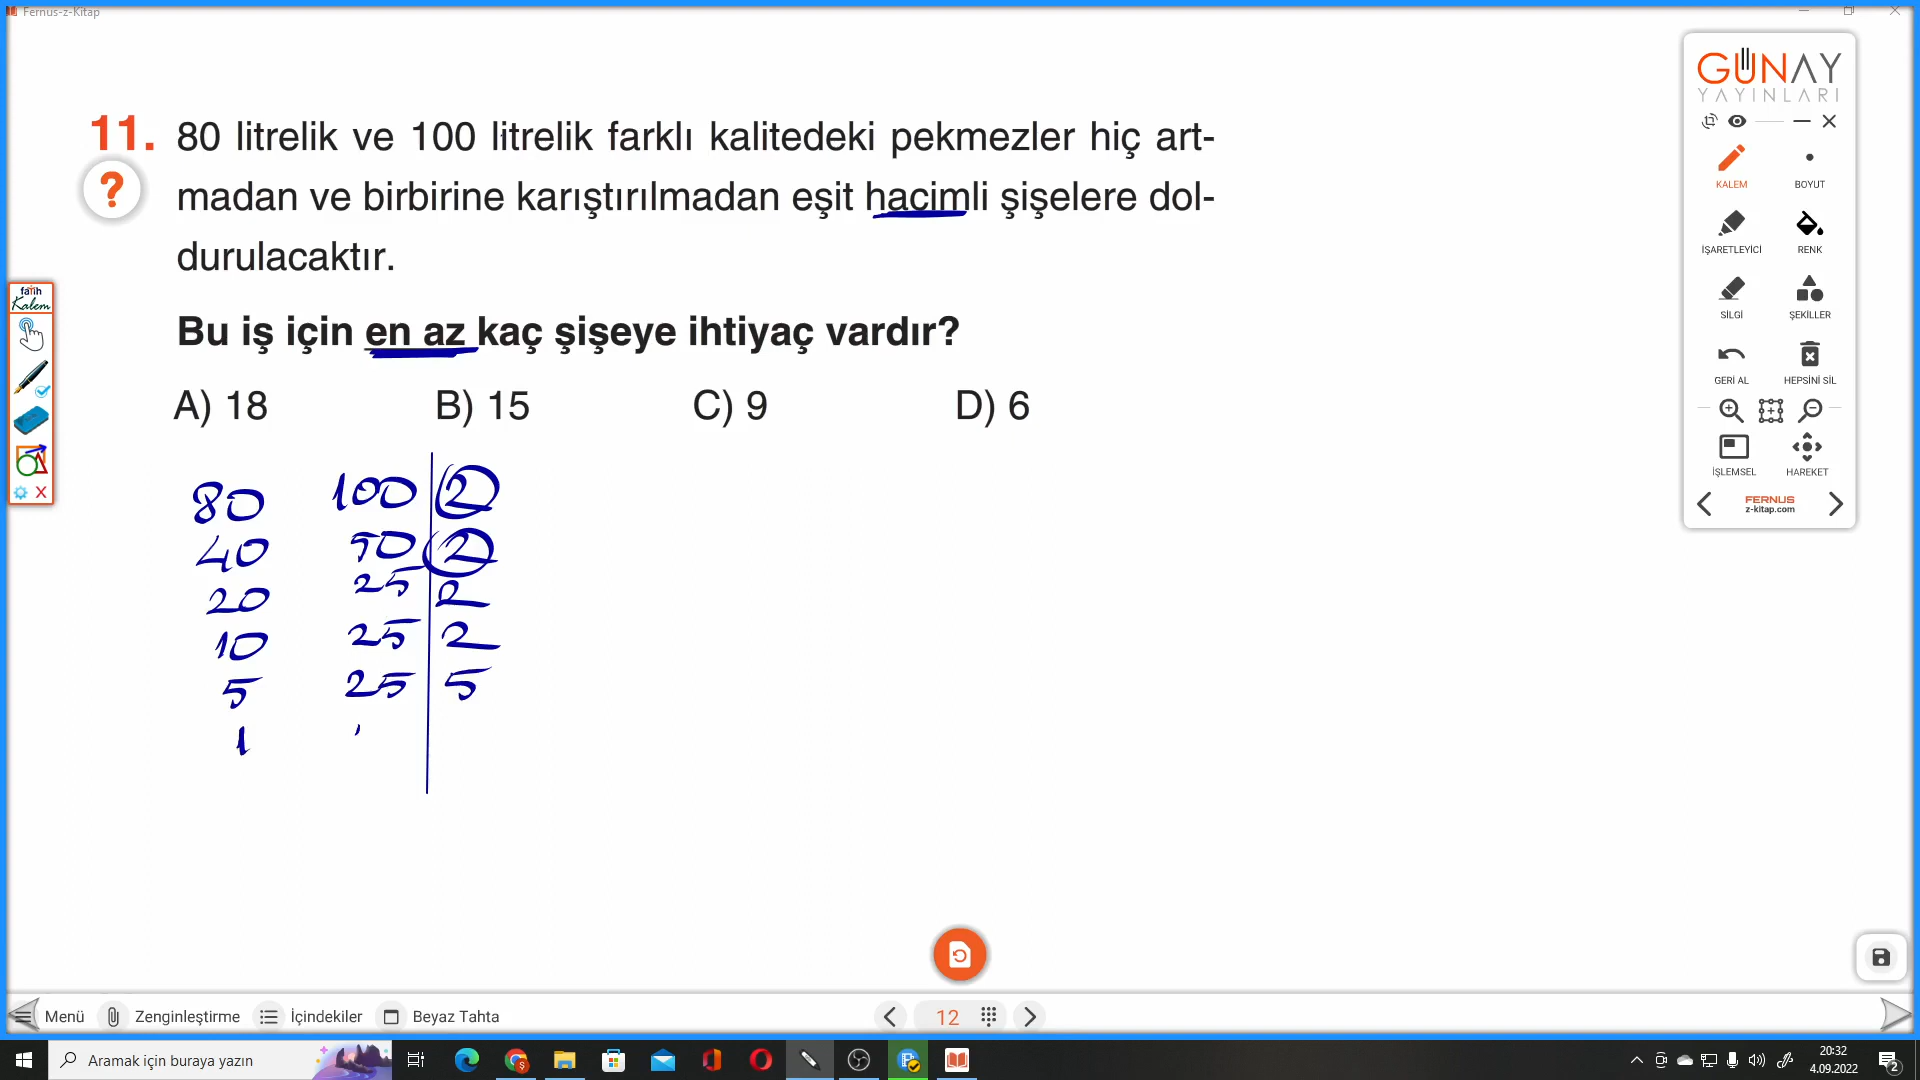 Fernus-z-Kitap
11. 80 litrelik ve 100 litrelik farklı kalitedeki pekmezler hiç art-
madan ve birbirine karıştırılmadan eşit hacimli şişelere dol-
durulacaktır.
?
Bu iş için en az kaç şişeye ihtiyaç vardır?
A) 18 B) 15 C) 9 D) 6
80 100 2
40 50 2
20 25 2
10 25 2
5 25 5
1
fatih
Kalem
GÜNAY
YAYINLARI
KALEM BOYUT
İŞARETLEYİCİ RENK
SİLGİ ŞEKİLLER
GERİ AL HEPSİNİ SİL
İŞLEMSEL HAREKET
FERNUS
z-kitap.com
Menü Zenginleştirme İçindekiler Beyaz Tahta 12
Aramak için buraya yazın
20:32
4.09.2022
2